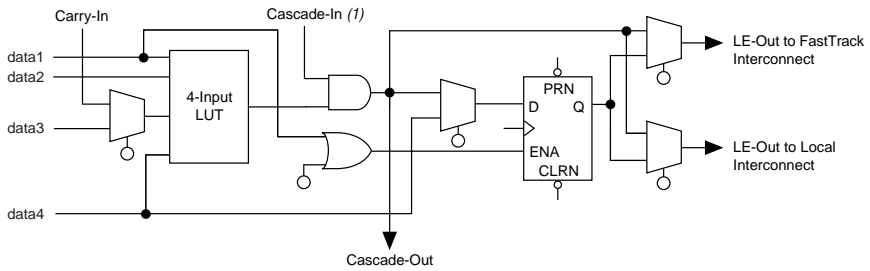 Carry-In
Cascade-In (1)
data1
data2
data3
data4
4-Input
LUT
PRN
D
Q
ENA
CLRN
LE-Out to FastTrack
Interconnect
LE-Out to Local
Interconnect
Cascade-Out